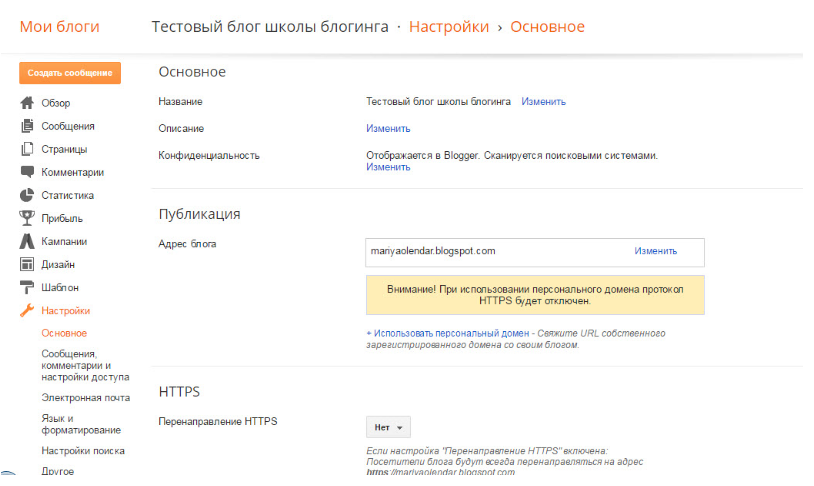 Мои блоги
Тестовый блог школы блогинга · Настройки › Основное
Создать сообщение
Обзор
Сообщения
Страницы
Комментарии
Статистика
Прибыль
Кампании
Дизайн
Шаблон
Настройки
Основное
Сообщения,
комментарии и
настройки доступа
Электронная почта
Язык и
форматирование
Настройки поиска
Другое
Основное
Название Тестовый блог школы блогинга Изменить
Описание Изменить
Конфиденциальность Отображается в Blogger. Сканируется поисковыми системами.
Изменить
Публикация
Адрес блога mariyaolendar.blogspot.com Изменить
Внимание! При использовании персонального домена протокол
HTTPS будет отключен.
+ Использовать персональный домен - Свяжите URL собственного
зарегистрированного домена со своим блогом.
HTTPS
Перенаправление HTTPS Нет
Если настройка "Перенаправление HTTPS" включена:
Посетители блога будут всегда перенаправляться на адрес
https://mariyaolendar.blogspot.com